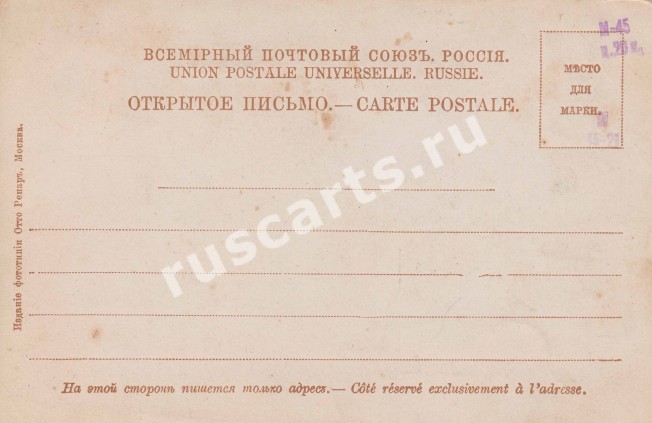 М-45
ц. 20 к.
ВСЕМІРНЫЙ ПОЧТОВЫЙ СОЮЗЪ. РОССІЯ.
UNION POSTALE UNIVERSELLE. RUSSIE.
ОТКРЫТОЕ ПИСЬМО.—CARTE POSTALE.
МѢСТО
ДЛЯ
МАРКИ.
Изданіе фототипіи Отто Ренаръ, Москва.
ruscarts.ru
На этой сторонѣ пишется только адресъ.— Côté réservé exclusivement à l'adresse.